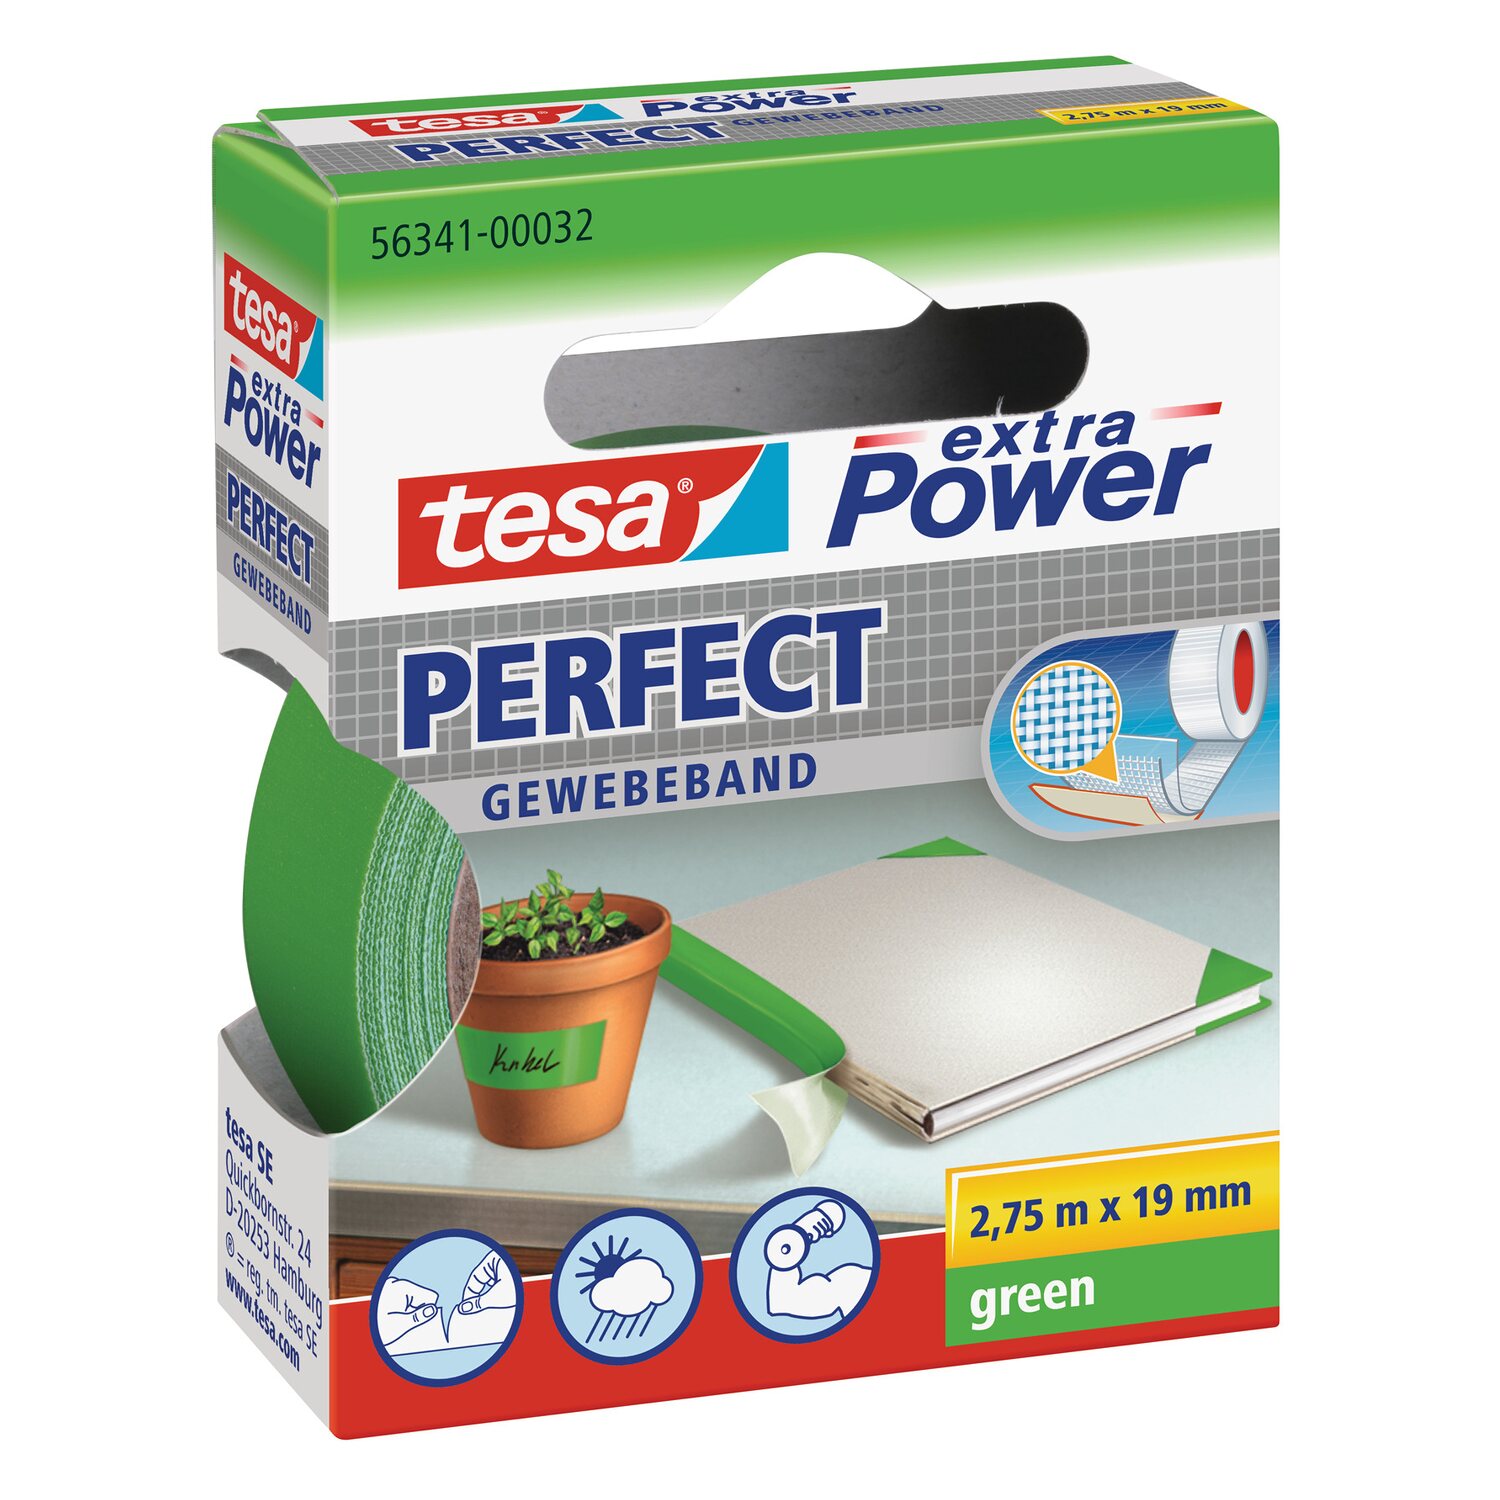 tesa® extra Power
PERFECT GEWEBEBAND
2,75 m x 19 mm
56341-00032
tesa®
extra
Power
PERFECT
GEWEBEBAND
tesa®
extra
Power
PERFECT
GEWEBEBAND
2,75 m x 19 mm
green
tesa SE
Quickbornstr. 24
D-20253 Hamburg
® = reg. tm. tesa SE
www.tesa.com